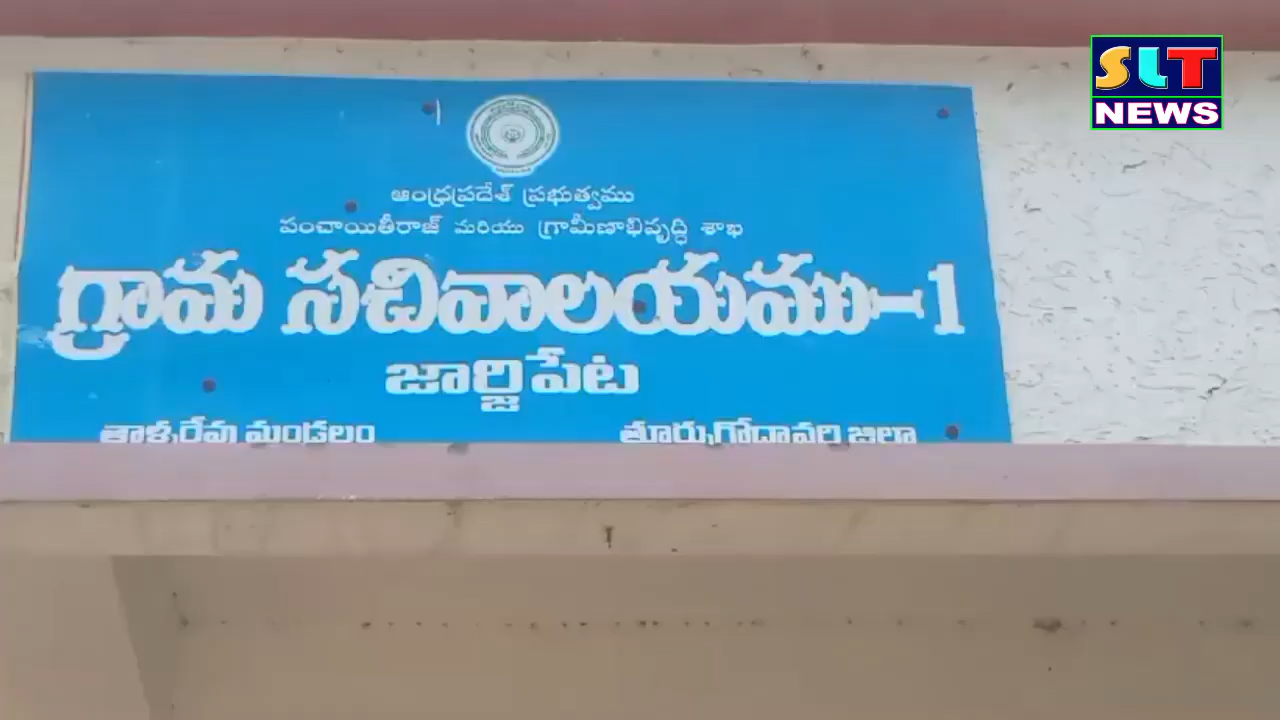 SLT
NEWS
ఆంధ్రప్రదేశ్ ప్రభుత్వము
పంచాయితీరాజ్ మరియు గ్రామీణాభివృద్ధి శాఖ
గ్రామ సచివాలయము-1
జార్జిపేట
తాళ్ళరేవు మండలం తూర్పుగోదావరి జిల్లా